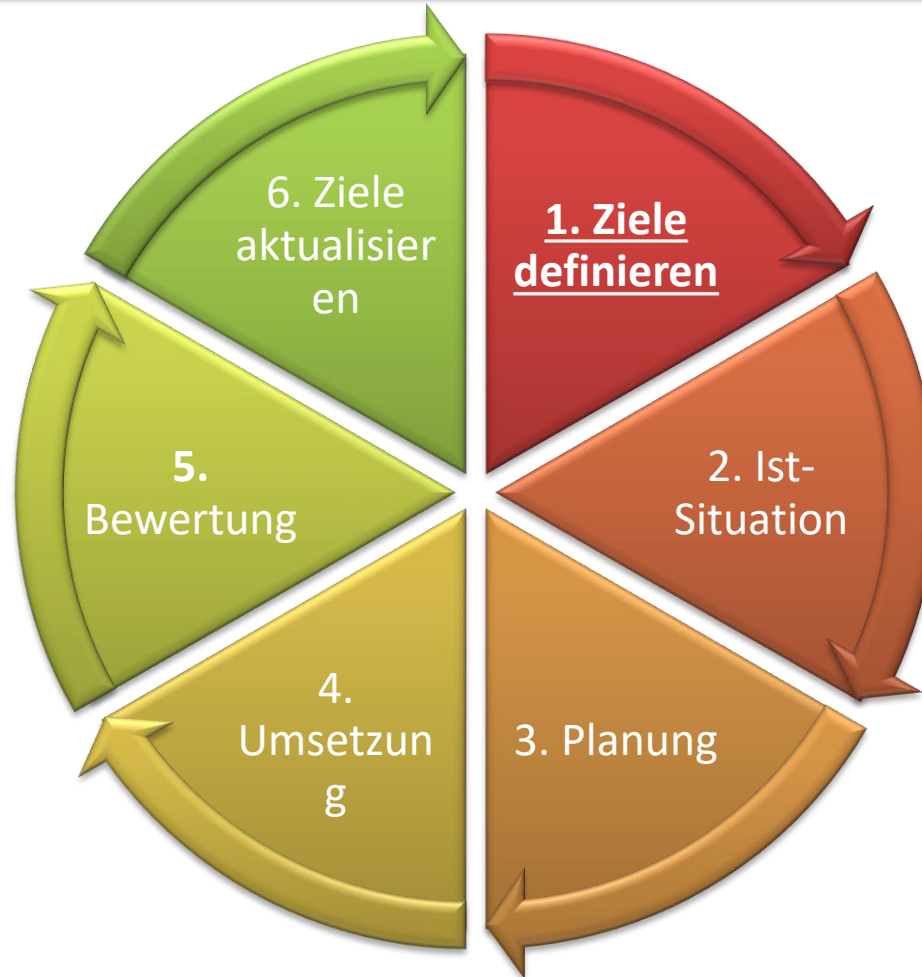 1. Ziele
definieren
2. Ist-
Situation
3. Planung
4.
Umsetzun
g
5.
Bewertung
6. Ziele
aktualisier
en